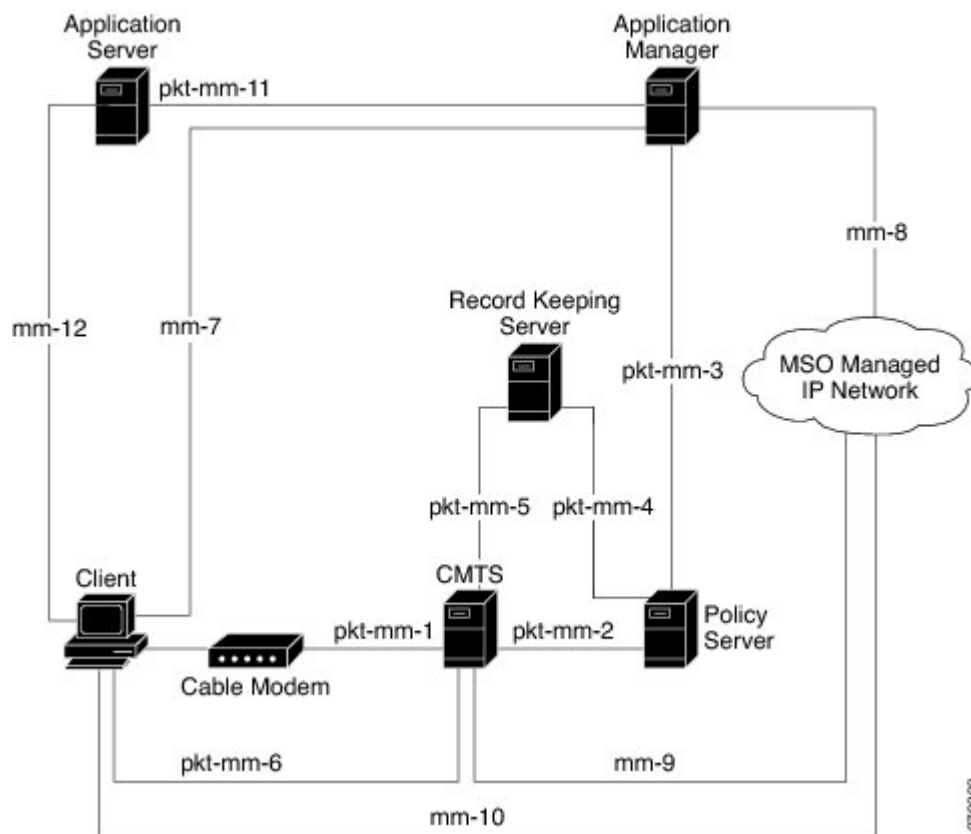 Application
Server
Application
Manager
pkt-mm-11
mm-8
Record Keeping
Server
mm-12
mm-7
pkt-mm-3
MSO Managed
IP Network
pkt-mm-5
pkt-mm-4
Client
CMTS
pkt-mm-1
pkt-mm-2
Policy
Server
Cable Modem
pkt-mm-6
mm-9
mm-10